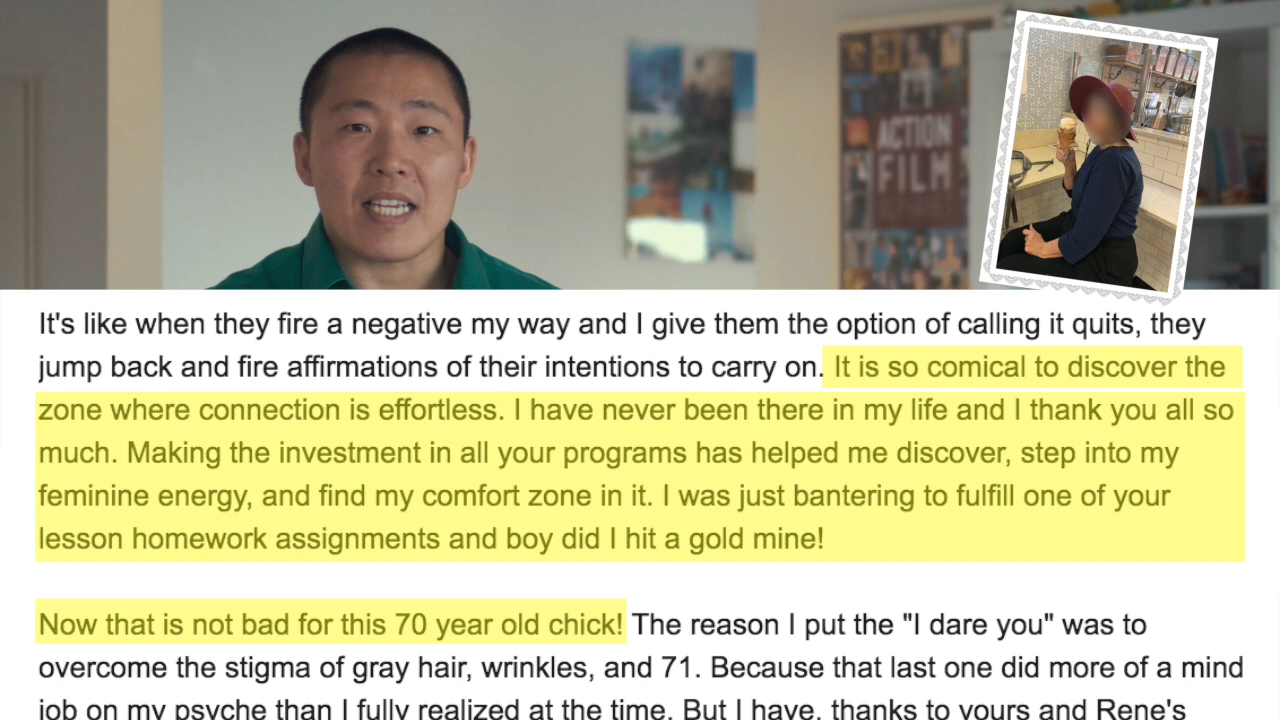 ACTION
FILM
It's like when they fire a negative my way and I give them the option of calling it quits, they
jump back and fire affirmations of their intentions to carry on. It is so comical to discover the
zone where connection is effortless. I have never been there in my life and I thank you all so
much. Making the investment in all your programs has helped me discover, step into my
feminine energy, and find my comfort zone in it. I was just bantering to fulfill one of your
lesson homework assignments and boy did I hit a gold mine!
Now that is not bad for this 70 year old chick! The reason I put the "I dare you" was to
overcome the stigma of gray hair, wrinkles, and 71. Because that last one did more of a mind
job on my psyche than I fully realized at the time. But I have, thanks to yours and Rene's